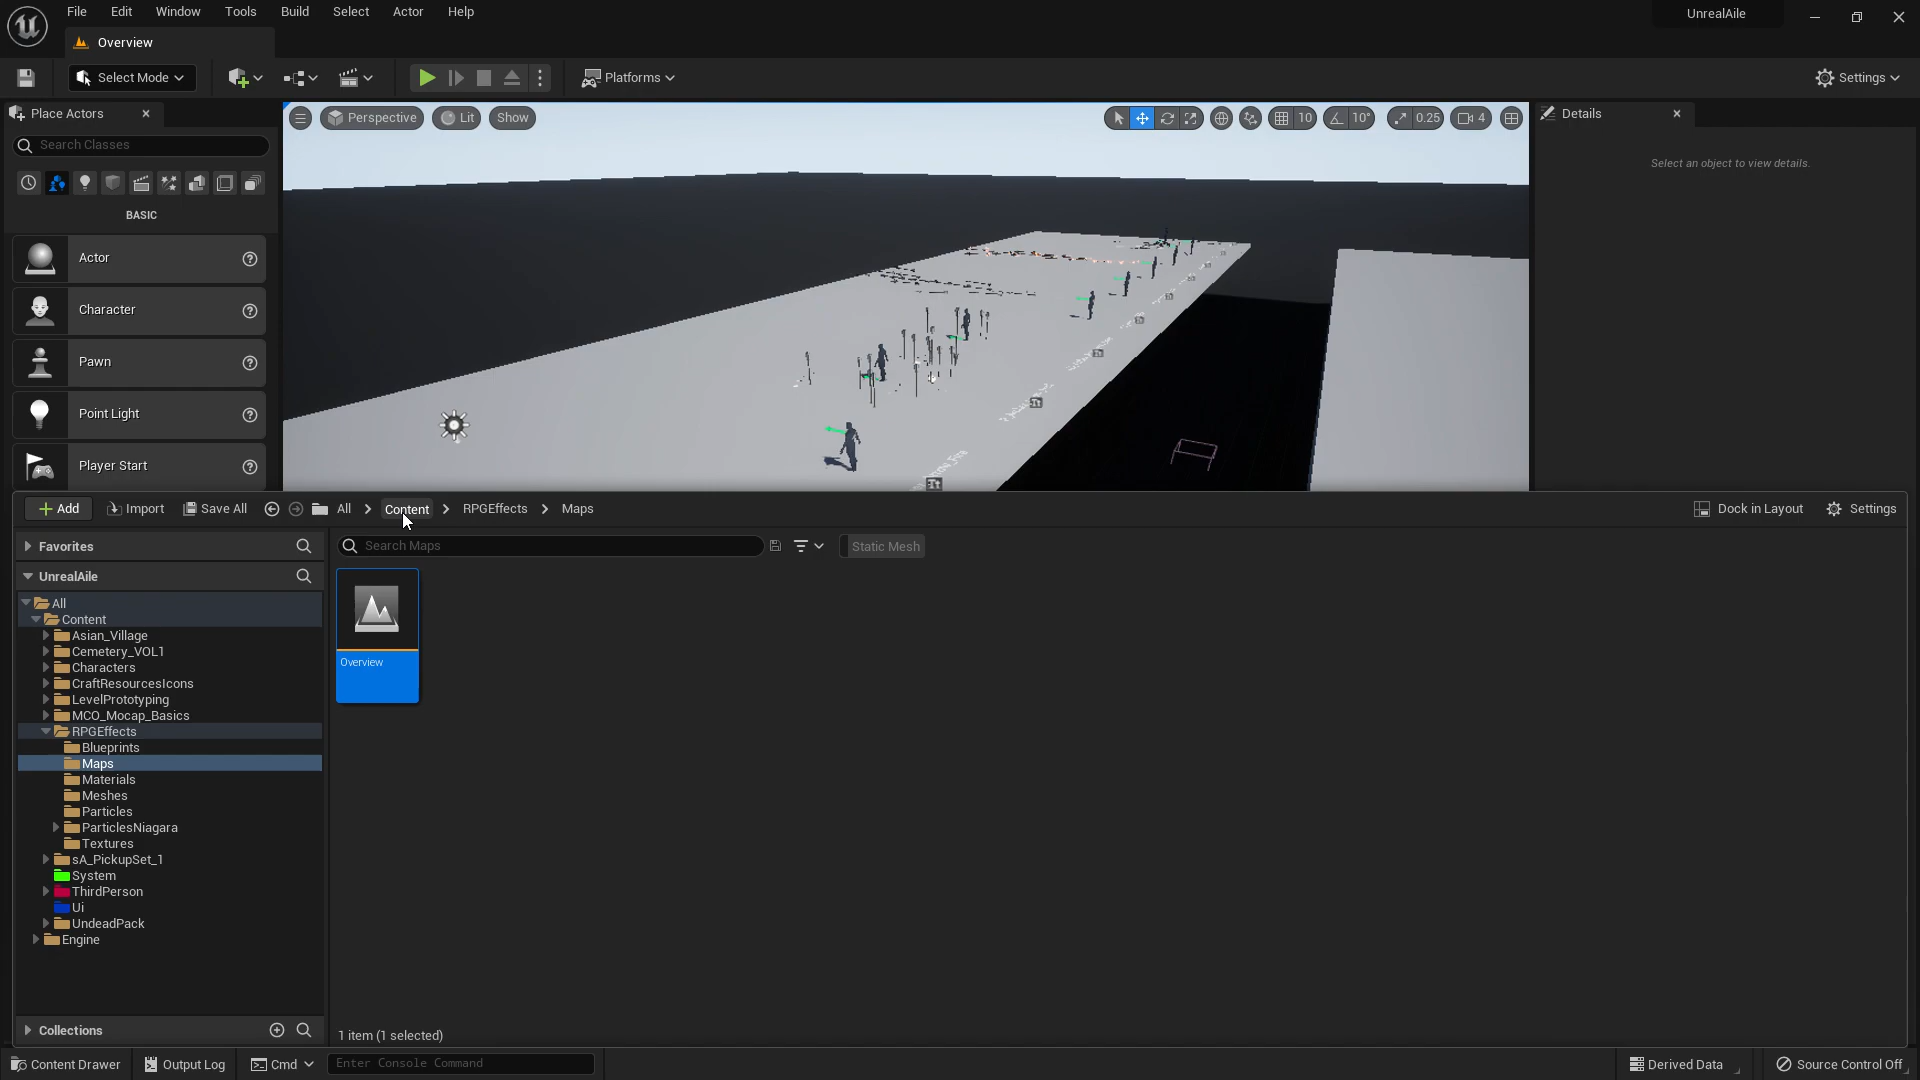 File Edit Window Tools Build Select Actor Help
UnrealAile
Overview
Select Mode
Platforms
Settings
Place Actors
Perspective
Lit
Show
10
10°
0.25
4
Details
Search Classes
Select an object to view details.
BASIC
Actor
Character
Pawn
Point Light
Player Start
Add
Import
Save All
All
Content
RPGEffects
Maps
Dock in Layout
Settings
Favorites
Search Maps
Static Mesh
UnrealAile
All
Content
Asian_Village
Cemetery_VOL1
Characters
CraftResourcesIcons
LevelPrototyping
MCO_Mocap_Basics
RPGEffects
Blueprints
Maps
Materials
Meshes
Particles
ParticlesNiagara
Textures
sA_PickupSet_1
System
ThirdPerson
Ui
UndeadPack
Engine
Overview
Collections
1 item (1 selected)
Content Drawer
Output Log
Cmd
Enter Console Command
Derived Data
Source Control Off